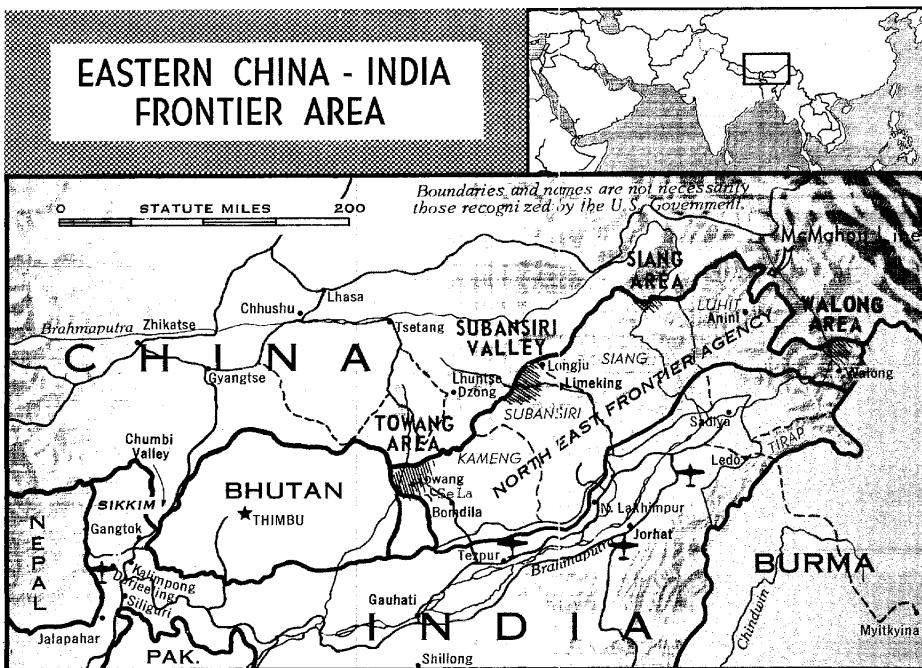 EASTERN CHINA - INDIA
FRONTIER AREA
Boundaries and names are not necessarily
those recognized by the U.S. Government.
0 STATUTE MILES 200
McMahon Line
SIANG
AREA
LUHIT
Anini
WALONG
AREA
Walong
Lhasa
Chhushu
Brahmaputra
Zhikatse
Tsetang
SUBANSIRI
VALLEY
CHINA
Gyangtse
Lhuntse
Dzong
Longju
SIANG
Limeking
SUBANSIRI
NORTH EAST FRONTIER AGENCY
TOWANG
AREA
KAMENG
Sadiya
TIRAP
Ledo
Chumbi
Valley
Towang
Se La
Bomdila
BHUTAN
THIMBU
SIKKIM
Gangtok
NEPAL
N. Lakhimpur
Jorhat
Tezpur
Brahmaputra
BURMA
Kalimpong
Darjeeling
Siliguri
Gauhati
INDIA
Chindwin
Myitkyina
Jalapahar
PAK.
Shillong